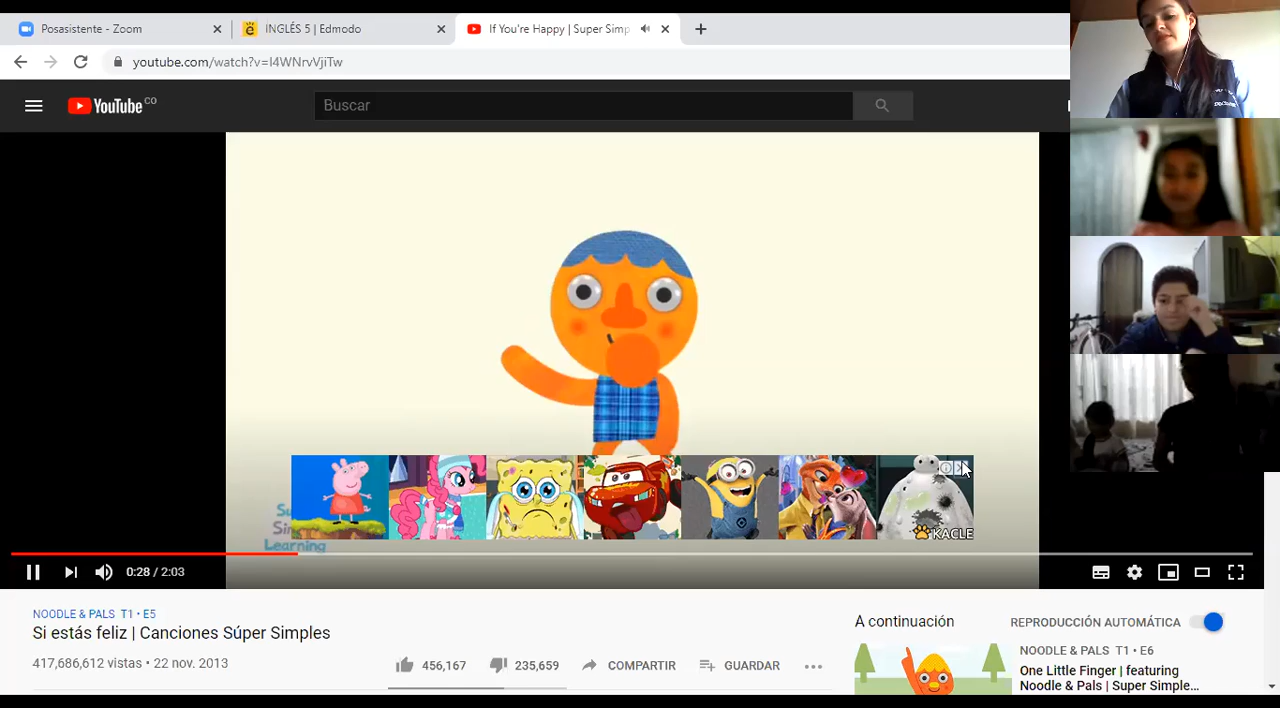 Posasistente - Zoom
INGLÉS 5 | Edmodo
If You're Happy | Super Simp
youtube.com/watch?v=l4WNrvVjiTw
YouTube CO
Buscar
Simple
Learning
KACLE
0:28 / 2:03
NOODLE & PALS T1 • E5
Si estás feliz | Canciones Súper Simples
417,686,612 vistas • 22 nov. 2013
456,167
235,659
COMPARTIR
GUARDAR
A continuación
REPRODUCCIÓN AUTOMÁTICA
NOODLE & PALS T1 • E6
One Little Finger | featuring
Noodle & Pals | Super Simple...